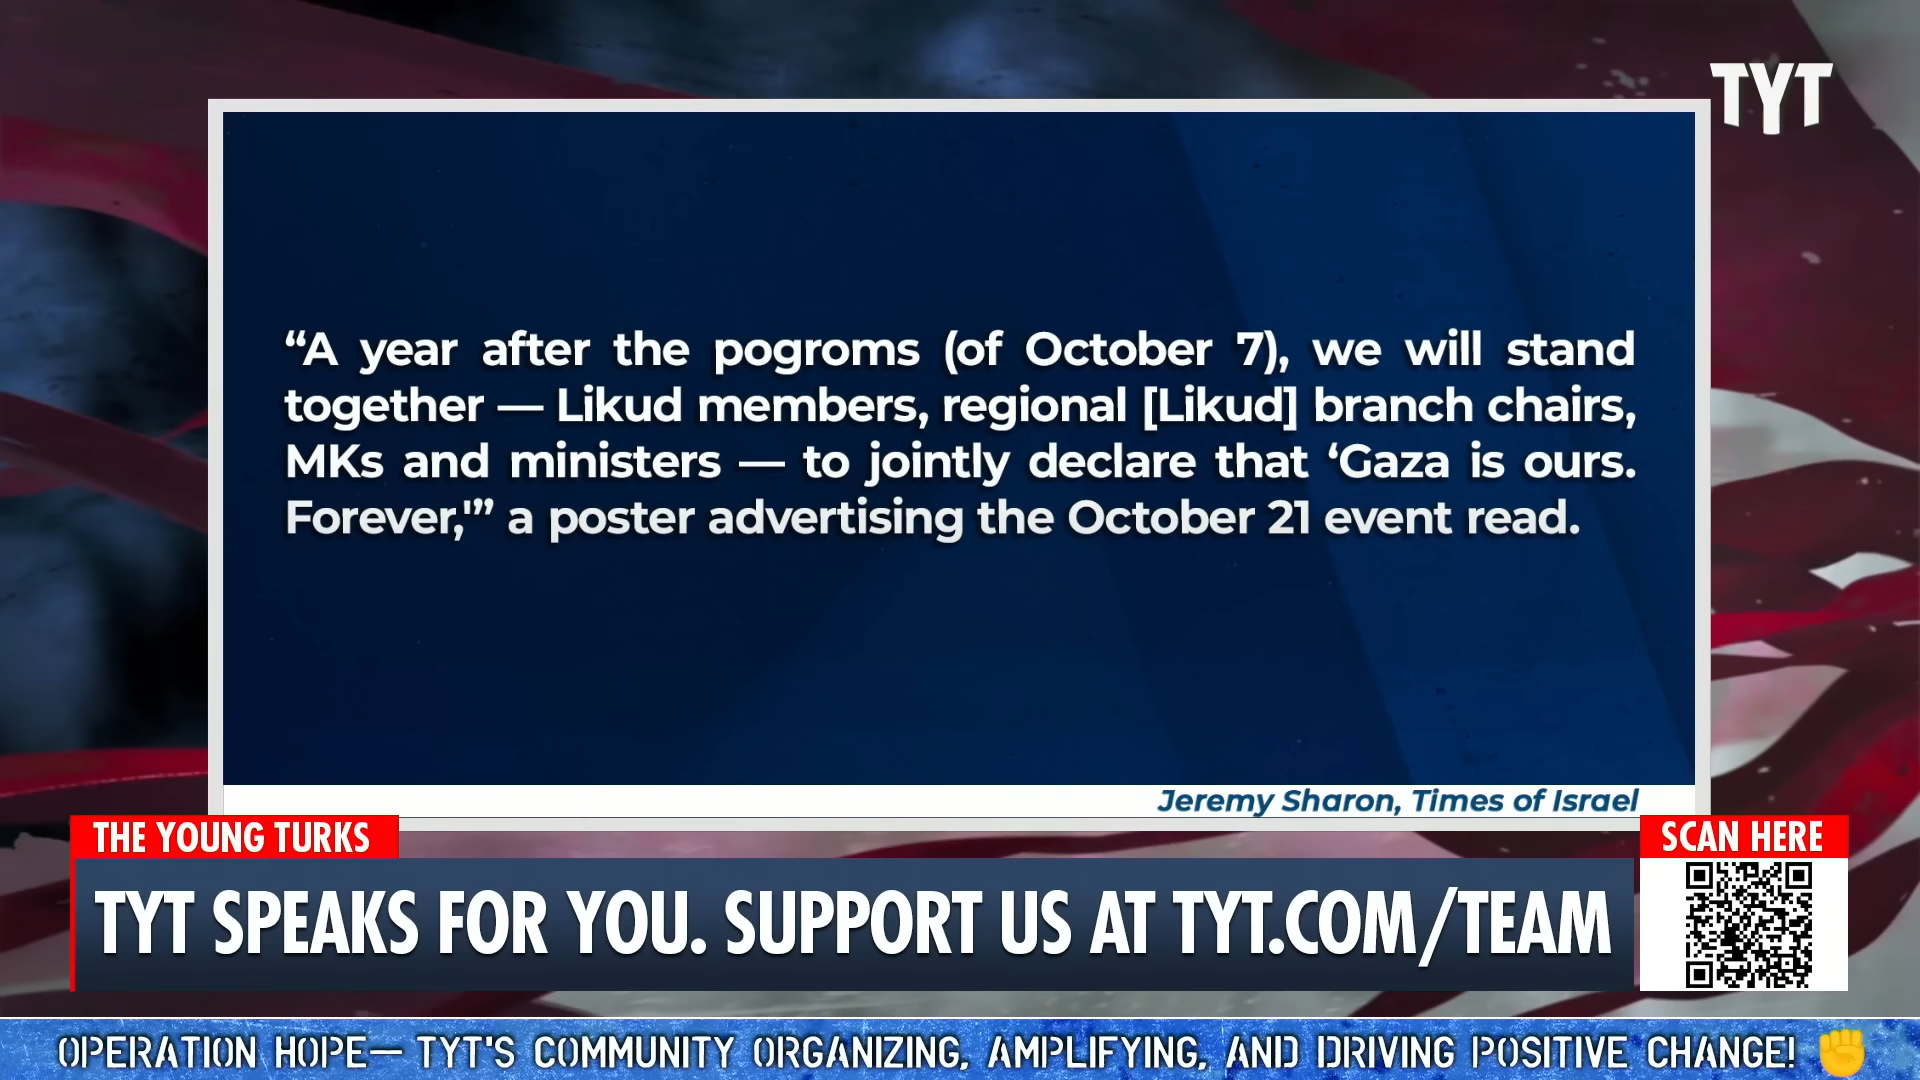 TYT
“A year after the pogroms (of October 7), we will stand
together — Likud members, regional [Likud] branch chairs,
MKs and ministers — to jointly declare that ‘Gaza is ours.
Forever,'” a poster advertising the October 21 event read.
Jeremy Sharon, Times of Israel
THE YOUNG TURKS
SCAN HERE
TYT SPEAKS FOR YOU. SUPPORT US AT TYT.COM/TEAM
OPERATION HOPE— TYT'S COMMUNITY ORGANIZING, AMPLIFYING, AND DRIVING POSITIVE CHANGE!